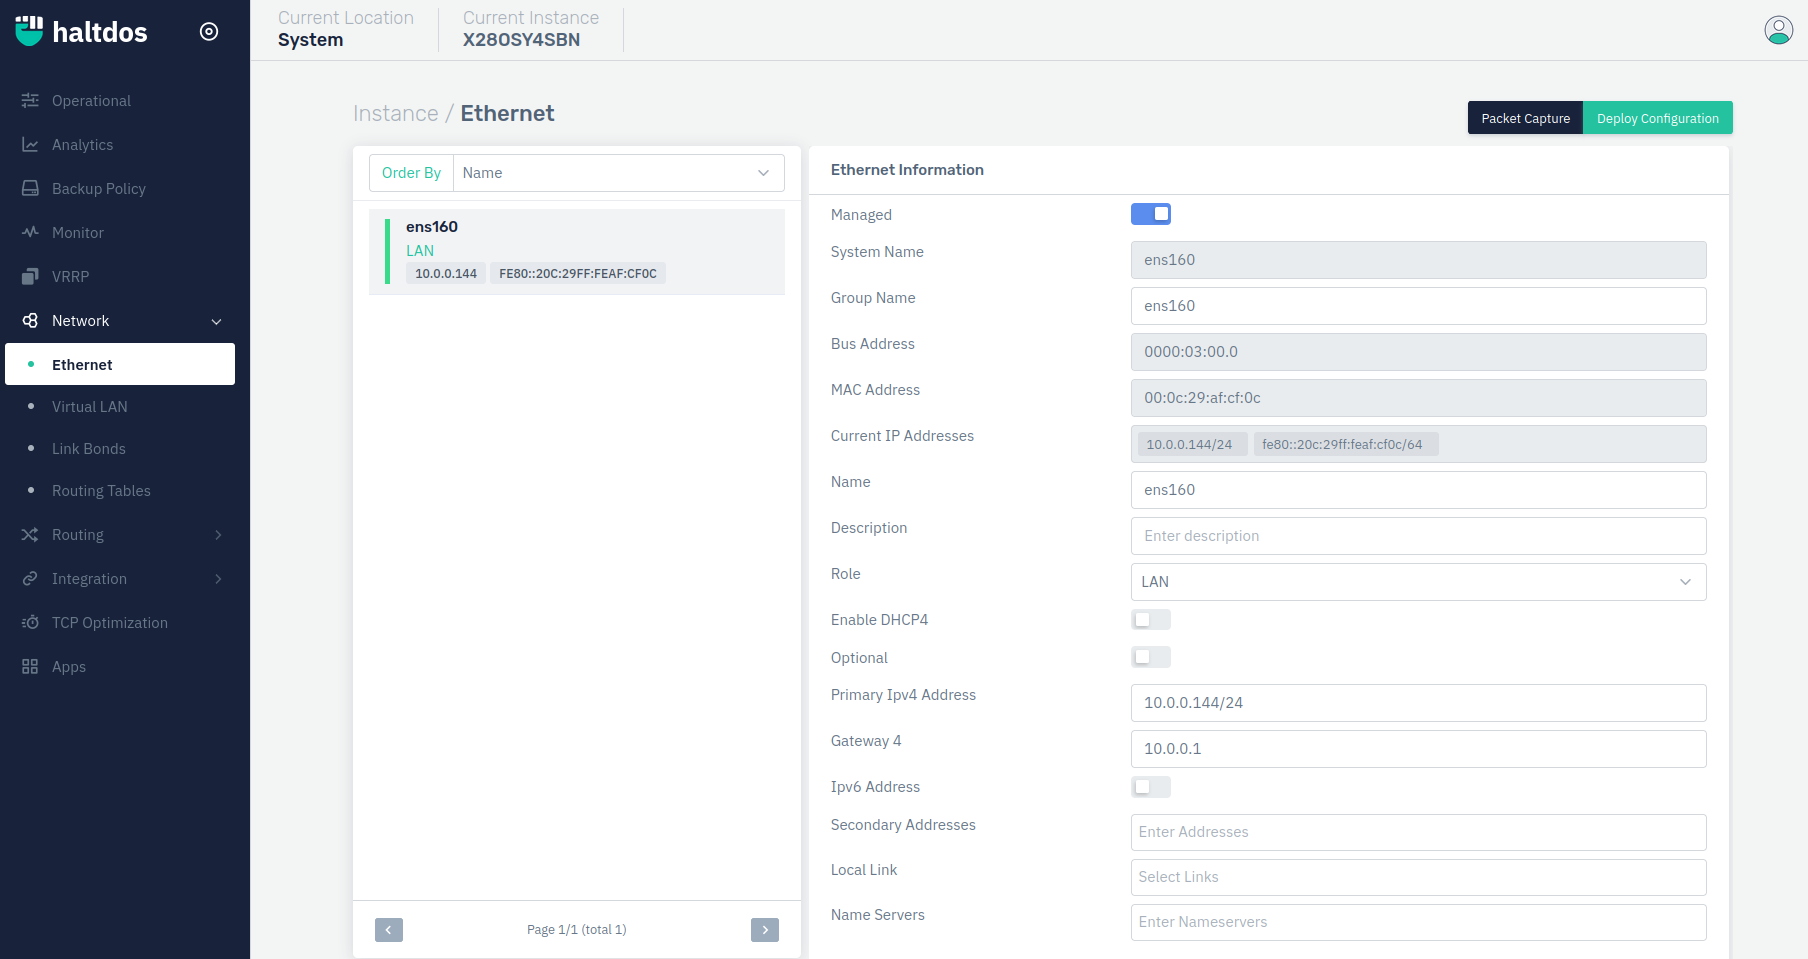 haltdos
Current Location
System
Current Instance
X280SY4SBN
Operational
Analytics
Backup Policy
Monitor
VRRP
Network
Ethernet
Virtual LAN
Link Bonds
Routing Tables
Routing
Integration
TCP Optimization
Apps
Instance / Ethernet
Packet Capture
Deploy Configuration
Order By
Name
ens160
LAN
10.0.0.144 FE80::20C:29FF:FEAF:CF0C
Page 1/1 (total 1)
Ethernet Information
Managed
System Name
ens160
Group Name
ens160
Bus Address
0000:03:00.0
MAC Address
00:0c:29:af:cf:0c
Current IP Addresses
10.0.0.144/24 fe80::20c:29ff:feaf:cf0c/64
Name
ens160
Description
Enter description
Role
LAN
Enable DHCP4
Optional
Primary Ipv4 Address
10.0.0.144/24
Gateway 4
10.0.0.1
Ipv6 Address
Secondary Addresses
Enter Addresses
Local Link
Select Links
Name Servers
Enter Nameservers